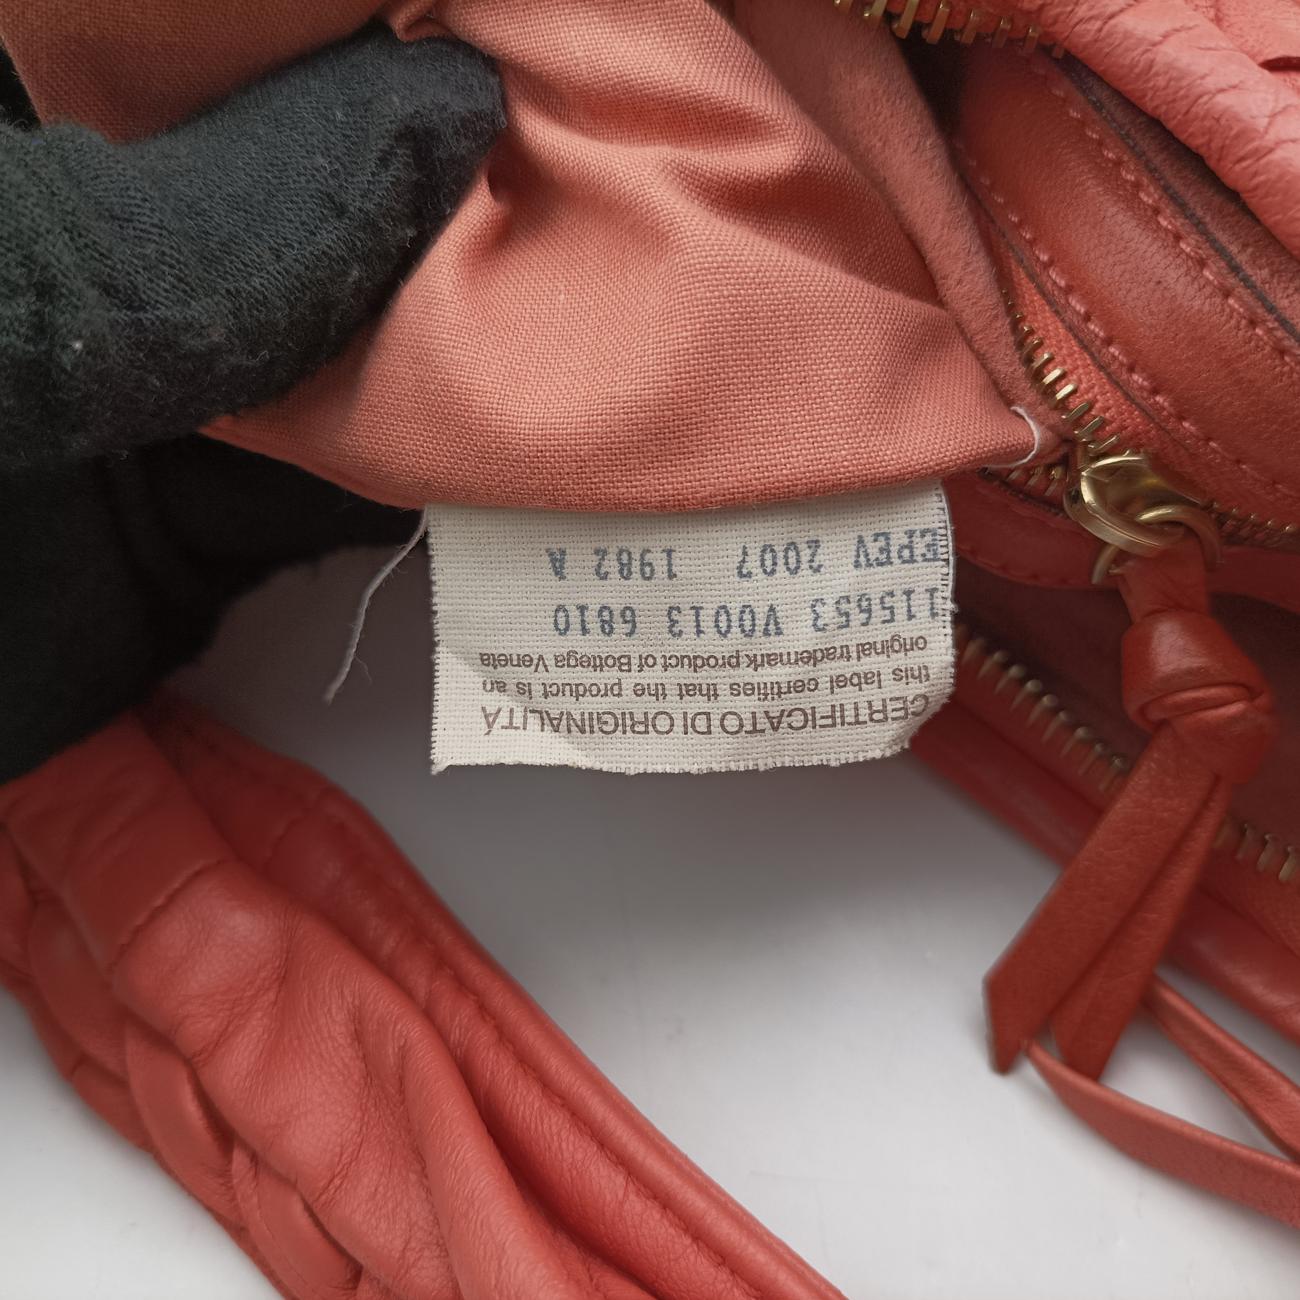 CERTIFICATO DI ORIGINALITÁ
this label certifies that the product is an
original trademark product of Bottega Veneta
115653 V0013 6810
EPEV 2007 1982 A